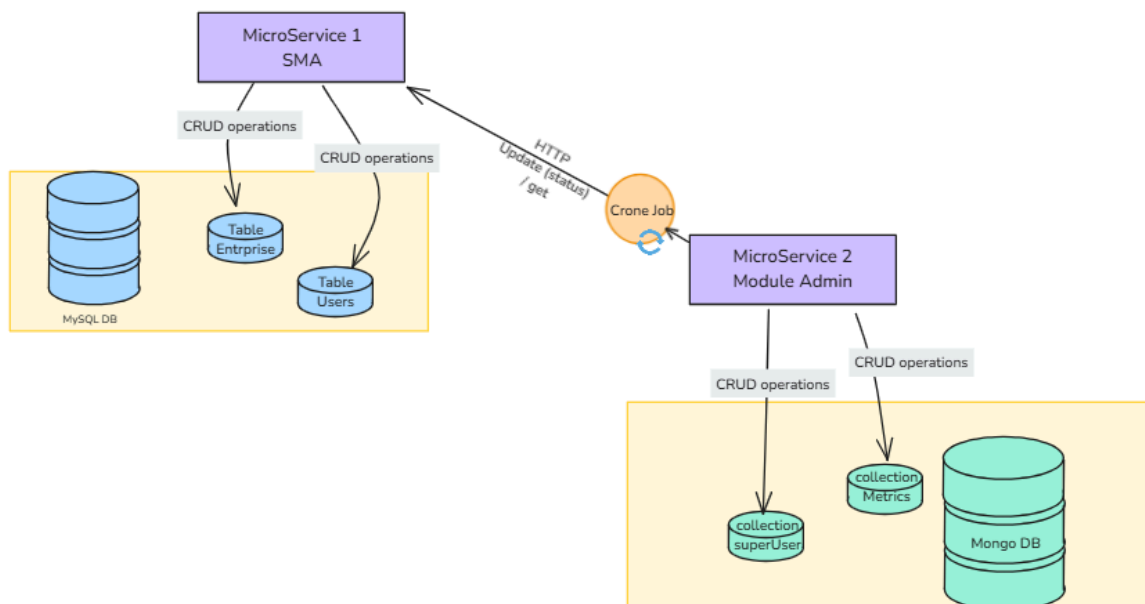 MicroService 1
SMA
CRUD operations
CRUD operations
HTTP
Update (status)
/ get
Crone Job
Table
Entrprise
Table
Users
MySQL DB
MicroService 2
Module Admin
CRUD operations
CRUD operations
collection
Metrics
collection
superUser
Mongo DB